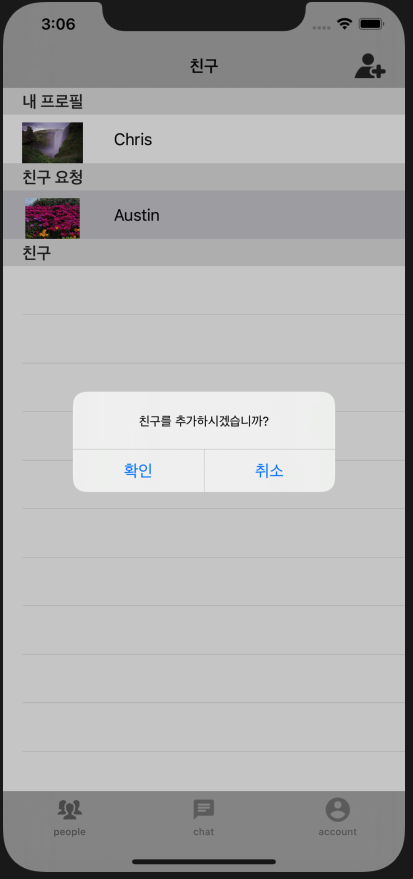 3:06
친구
내 프로필
Chris
친구 요청
Austin
친구
친구를 추가하시겠습니까?
확인 취소
people chat account